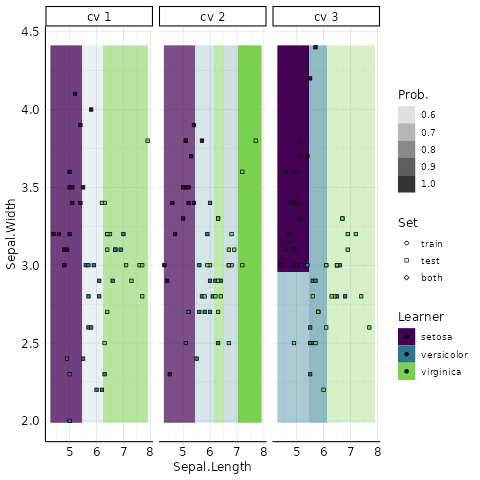 cv 1 cv 2 cv 3
4.5
4.0
3.5
3.0
2.5
2.0
Sepal.Width
5 6 7 8 5 6 7 8 5 6 7 8
Sepal.Length
Prob.
0.6
0.7
0.8
0.9
1.0
Set
train
test
both
Learner
setosa
versicolor
virginica